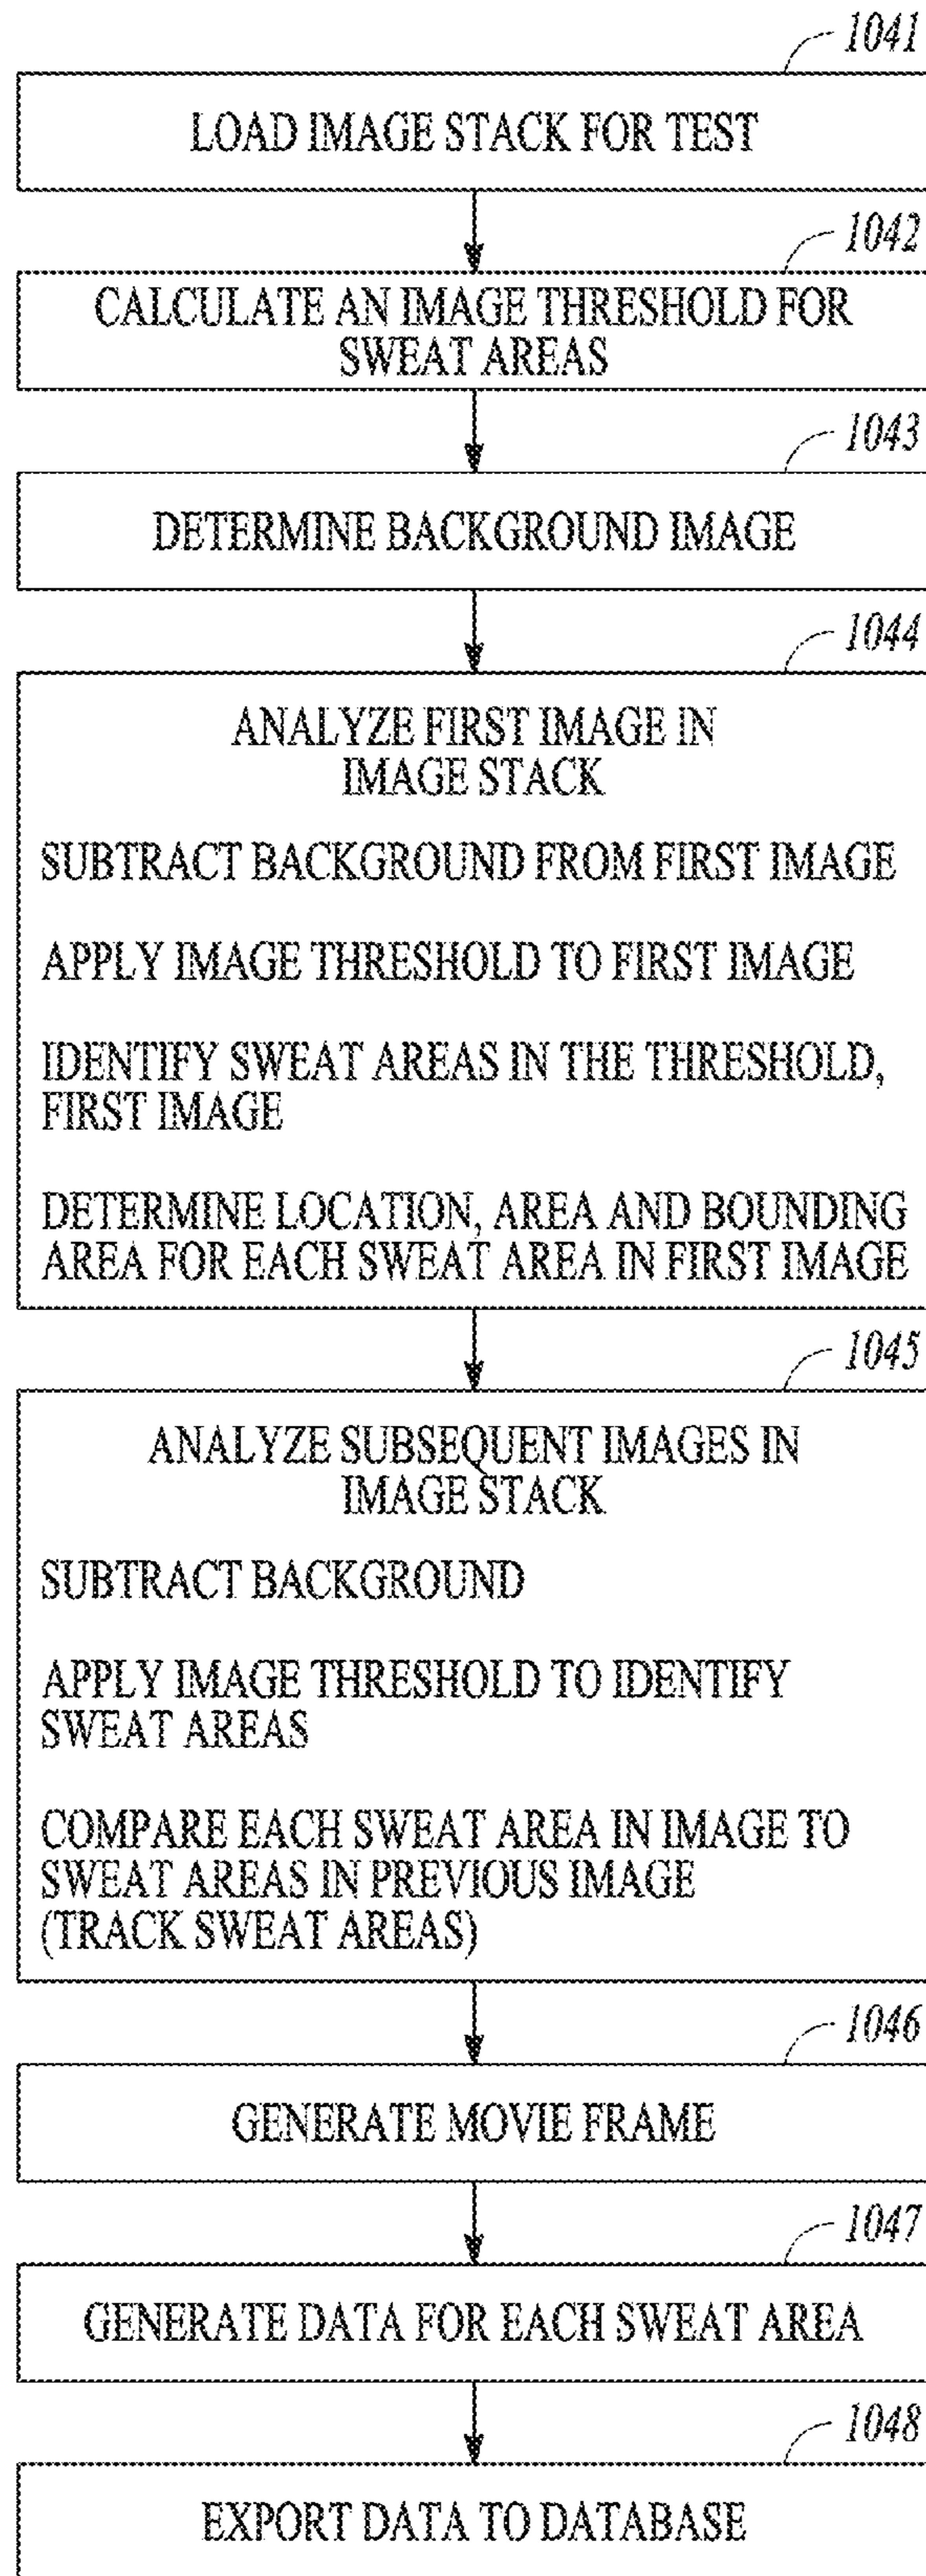 1041
LOAD IMAGE STACK FOR TEST
1042
CALCULATE AN IMAGE THRESHOLD FOR
SWEAT AREAS
1043
DETERMINE BACKGROUND IMAGE
1044
ANALYZE FIRST IMAGE IN
IMAGE STACK
SUBTRACT BACKGROUND FROM FIRST IMAGE
APPLY IMAGE THRESHOLD TO FIRST IMAGE
IDENTIFY SWEAT AREAS IN THE THRESHOLD,
FIRST IMAGE
DETERMINE LOCATION, AREA AND BOUNDING
AREA FOR EACH SWEAT AREA IN FIRST IMAGE
1045
ANALYZE SUBSEQUENT IMAGES IN
IMAGE STACK
SUBTRACT BACKGROUND
APPLY IMAGE THRESHOLD TO IDENTIFY
SWEAT AREAS
COMPARE EACH SWEAT AREA IN IMAGE TO
SWEAT AREAS IN PREVIOUS IMAGE
(TRACK SWEAT AREAS)
1046
GENERATE MOVIE FRAME
1047
GENERATE DATA FOR EACH SWEAT AREA
1048
EXPORT DATA TO DATABASE